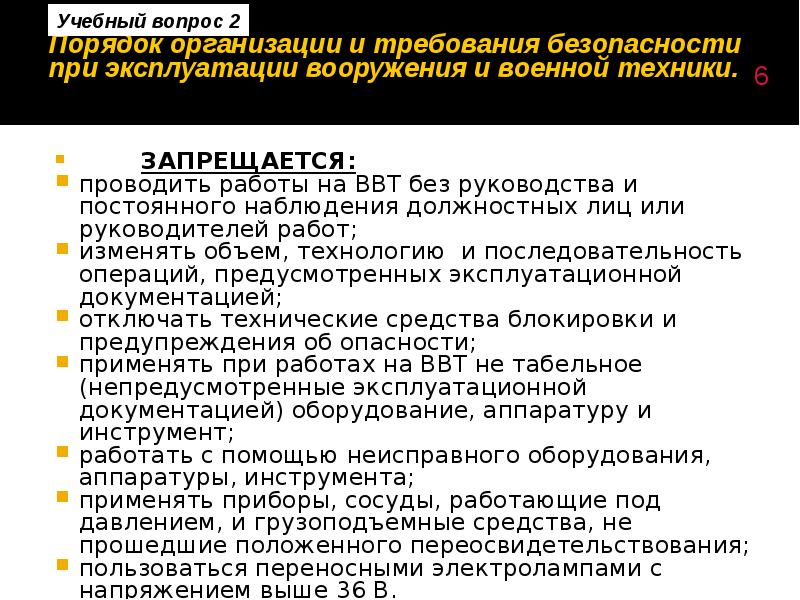 Учебный вопрос 2
Порядок организации и требования безопасности
при эксплуатации вооружения и военной техники.
6
ЗАПРЕЩАЕТСЯ:
проводить работы на ВВТ без руководства и
постоянного наблюдения должностных лиц или
руководителей работ;
изменять объем, технологию  и последовательность
операций, предусмотренных эксплуатационной
документацией;
отключать технические средства блокировки и
предупреждения об опасности;
применять при работах на ВВТ не табельное
(непредусмотренные эксплуатационной
документацией) оборудование, аппаратуру и
инструмент;
работать с помощью неисправного оборудования,
аппаратуры, инструмента;
применять приборы, сосуды, работающие под
давлением, и грузоподъемные средства, не
прошедшие положенного переосвидетельствования;
пользоваться переносными электролампами с
напряжением выше 36 В.